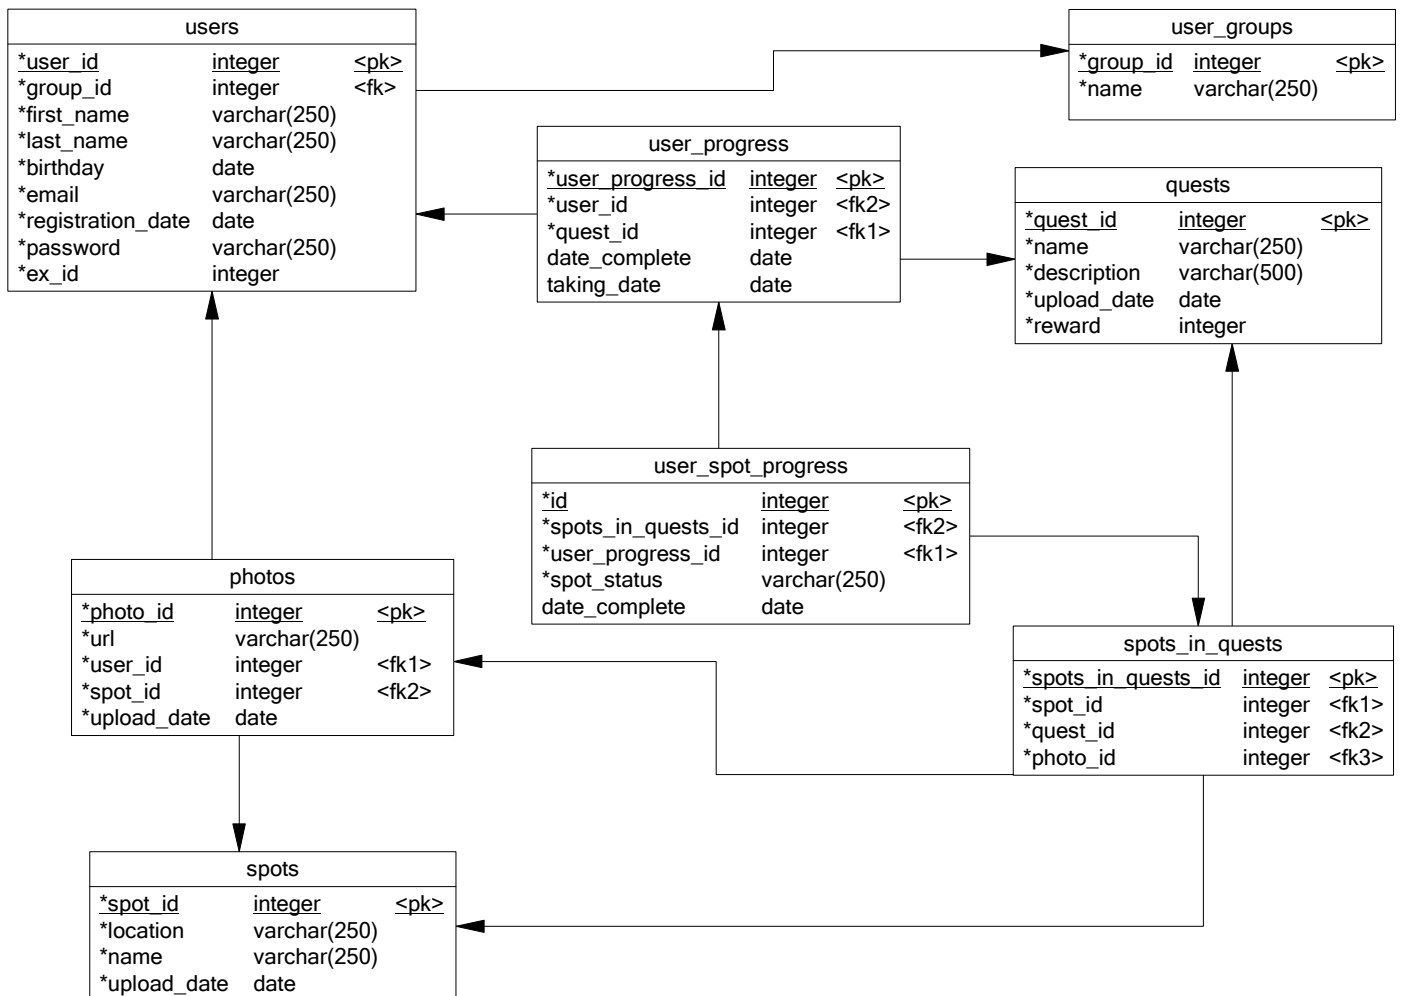 users
*user_id integer <pk>
*group_id integer <fk>
*first_name varchar(250)
*last_name varchar(250)
*birthday date
*email varchar(250)
*registration_date date
*password varchar(250)
*ex_id integer
user_groups
*group_id integer <pk>
*name varchar(250)
user_progress
*user_progress_id integer <pk>
*user_id integer <fk2>
*quest_id integer <fk1>
date_complete date
taking_date date
quests
*quest_id integer <pk>
*name varchar(250)
*description varchar(500)
*upload_date date
*reward integer
user_spot_progress
*id integer <pk>
*spots_in_quests_id integer <fk2>
*user_progress_id integer <fk1>
*spot_status varchar(250)
date_complete date
photos
*photo_id integer <pk>
*url varchar(250)
*user_id integer <fk1>
*spot_id integer <fk2>
*upload_date date
spots_in_quests
*spots_in_quests_id integer <pk>
*spot_id integer <fk1>
*quest_id integer <fk2>
*photo_id integer <fk3>
spots
*spot_id integer <pk>
*location varchar(250)
*name varchar(250)
*upload_date date